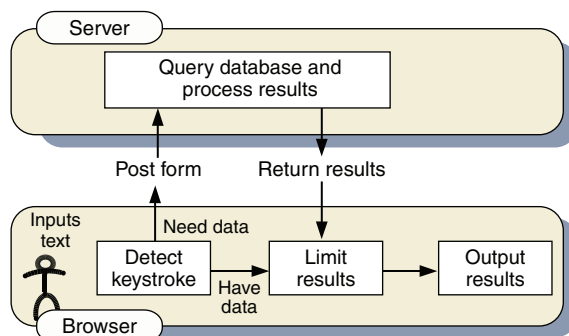 Server
Query database and
process results
Post form
Return results
Inputs
text
Need data
Detect
keystroke
Have
data
Limit
results
Output
results
Browser